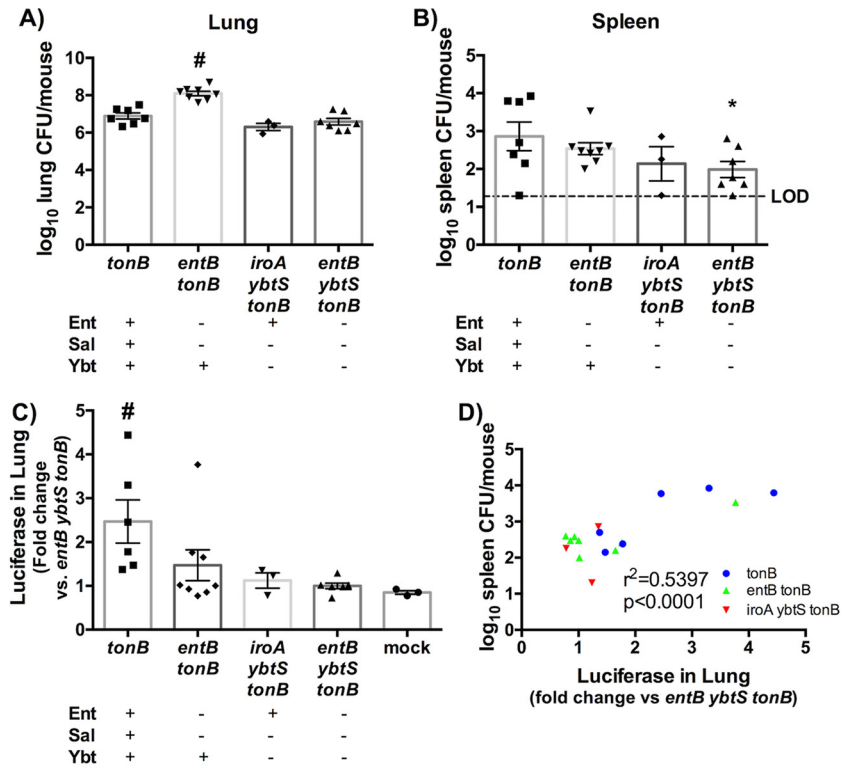 A)
Lung
log10 lung CFU/mouse
10
8
6
4
2
0
#
tonB
entB tonB
iroA ybtS tonB
entB ybtS tonB
Ent + - + -
Sal + - - -
Ybt + + - -
B)
Spleen
log10 spleen CFU/mouse
5
4
3
2
1
0
*
LOD
tonB
entB tonB
iroA ybtS tonB
entB ybtS tonB
Ent + - + -
Sal + - - -
Ybt + + - -
C)
Luciferase in Lung
(Fold change
vs. entB ybtS tonB)
5
4
3
2
1
0
#
tonB
entB tonB
iroA ybtS tonB
entB ybtS tonB
mock
Ent + - + -
Sal + - - -
Ybt + + - -
D)
log10 spleen CFU/mouse
5
4
3
2
1
0
r2=0.5397
p<0.0001
tonB
entB tonB
iroA ybtS tonB
0 1 2 3 4 5
Luciferase in Lung
(fold change vs entB ybtS tonB)